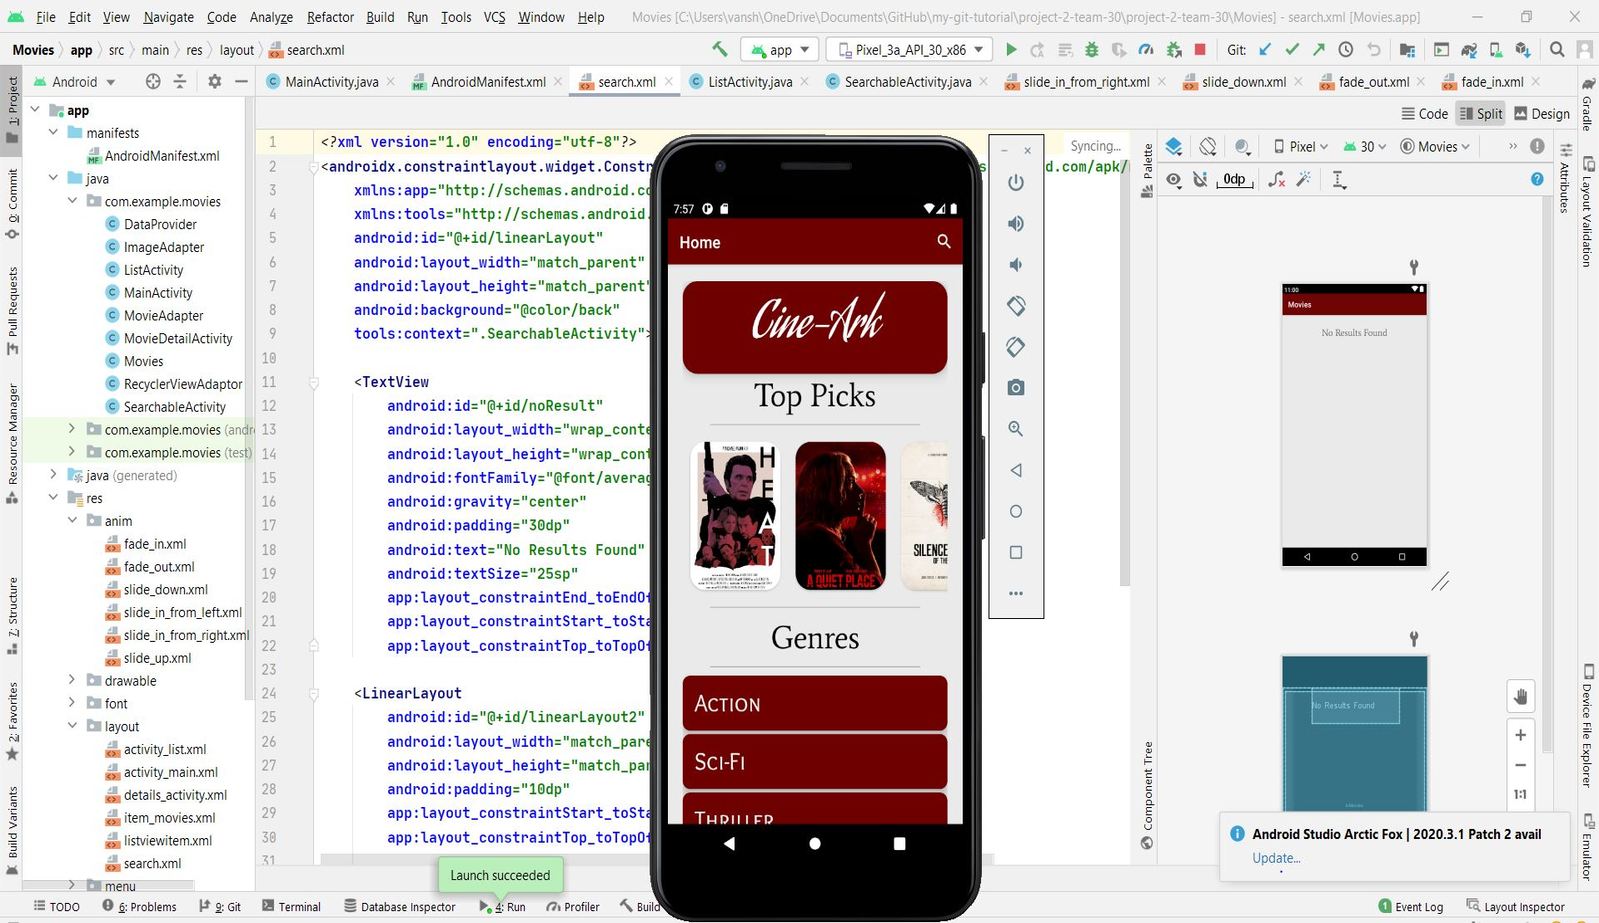 File Edit View Navigate Code Analyze Refactor Build Run Tools VCS Window Help Movies [C:\Users\vansh\OneDrive\Documents\GitHub\my-git-tutorial\project-2-team-30\project-2-team-30\Movies] - search.xml [Movies.app]
Movies app src main res layout search.xml app Pixel_3a_API_30_x86 Git:
Android MainActivity.java AndroidManifest.xml search.xml ListActivity.java SearchableActivity.java slide_in_from_right.xml slide_down.xml fade_out.xml fade_in.xml
Code Split Design
1: Project
0: Commit
Pull Requests
Resource Manager
7: Structure
2: Favorites
Build Variants
app
manifests
AndroidManifest.xml
java
com.example.movies
DataProvider
ImageAdapter
ListActivity
MainActivity
MovieAdapter
MovieDetailActivity
Movies
RecyclerViewAdaptor
SearchableActivity
com.example.movies (andr
com.example.movies (test)
java (generated)
res
anim
fade_in.xml
fade_out.xml
slide_down.xml
slide_in_from_left.xml
slide_in_from_right.xml
slide_up.xml
drawable
font
layout
activity_list.xml
activity_main.xml
details_activity.xml
item_movies.xml
listviewitem.xml
search.xml
menu
1 <?xml version="1.0" encoding="utf-8"?>
2 <androidx.constraintlayout.widget.Constr
3 xmlns:app="http://schemas.android.co
4 xmlns:tools="http://schemas.android.
5 android:id="@+id/linearLayout"
6 android:layout_width="match_parent"
7 android:layout_height="match_parent"
8 android:background="@color/back"
9 tools:context=".SearchableActivity">
10
11 <TextView
12 android:id="@+id/noResult"
13 android:layout_width="wrap_conte
14 android:layout_height="wrap_cont
15 android:fontFamily="@font/averag
16 android:gravity="center"
17 android:padding="30dp"
18 android:text="No Results Found"
19 android:textSize="25sp"
20 app:layout_constraintEnd_toEndOf
21 app:layout_constraintStart_toSta
22 app:layout_constraintTop_toTopOf
23
24 <LinearLayout
25 android:id="@+id/linearLayout2"
26 android:layout_width="match_pare
27 android:layout_height="match_par
28 android:padding="10dp"
29 app:layout_constraintStart_toSta
30 app:layout_constraintTop_toTopOf
31
Syncing...
d.com/apk/
7:57
Home
Cine-Ark
Top Picks
HEAT
A QUIET PLACE
SILENCE
OF THE
Genres
Action
Sci-Fi
Thriller
Palette
Component Tree
Pixel 30 Movies
0dp
11:00
Movies
No Results Found
No Results Found
1:1
Gradle
Attributes
Layout Validation
Device File Explorer
Emulator
Android Studio Arctic Fox | 2020.3.1 Patch 2 avail
Update...
Launch succeeded
TODO 6: Problems 9: Git Terminal Database Inspector 4: Run Profiler Build 1 Event Log Layout Inspector